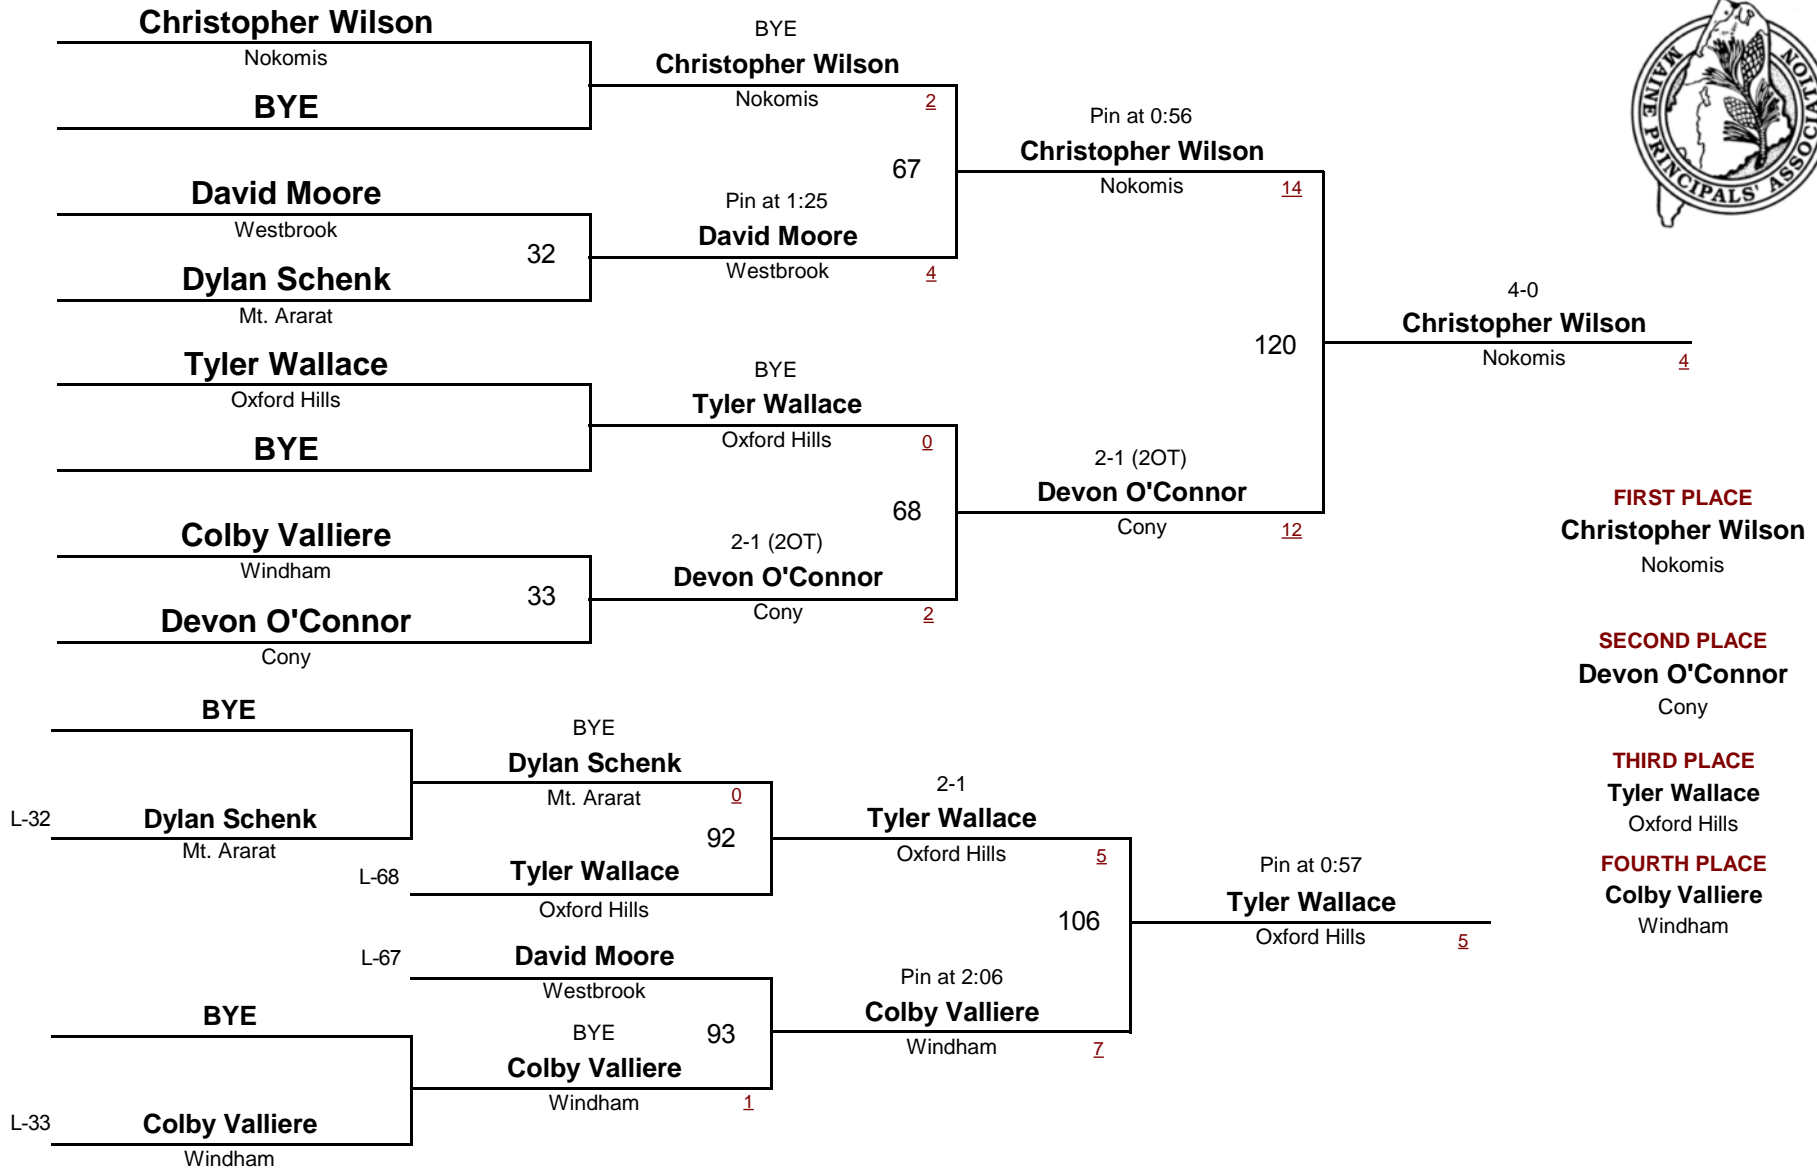 Christopher Wilson
Nokomis
BYE
David Moore
Westbrook
32
Dylan Schenk
Mt. Ararat
Tyler Wallace
Oxford Hills
BYE
Colby Valliere
Windham
33
Devon O'Connor
Cony
BYE
Christopher Wilson
Nokomis
2
67
Pin at 1:25
David Moore
Westbrook
4
BYE
Tyler Wallace
Oxford Hills
0
68
2-1 (2OT)
Devon O'Connor
Cony
2
Pin at 0:56
Christopher Wilson
Nokomis
14
120
2-1 (2OT)
Devon O'Connor
Cony
12
4-0
Christopher Wilson
Nokomis
4
MAINE PRINCIPALS' ASSOCIATION
FIRST PLACE
Christopher Wilson
Nokomis
SECOND PLACE
Devon O'Connor
Cony
THIRD PLACE
Tyler Wallace
Oxford Hills
FOURTH PLACE
Colby Valliere
Windham
BYE
L-32
Dylan Schenk
Mt. Ararat
BYE
L-33
Colby Valliere
Windham
BYE
Dylan Schenk
Mt. Ararat
0
92
L-68
Tyler Wallace
Oxford Hills
L-67
David Moore
Westbrook
93
BYE
Colby Valliere
Windham
1
2-1
Tyler Wallace
Oxford Hills
5
106
Pin at 2:06
Colby Valliere
Windham
7
Pin at 0:57
Tyler Wallace
Oxford Hills
5